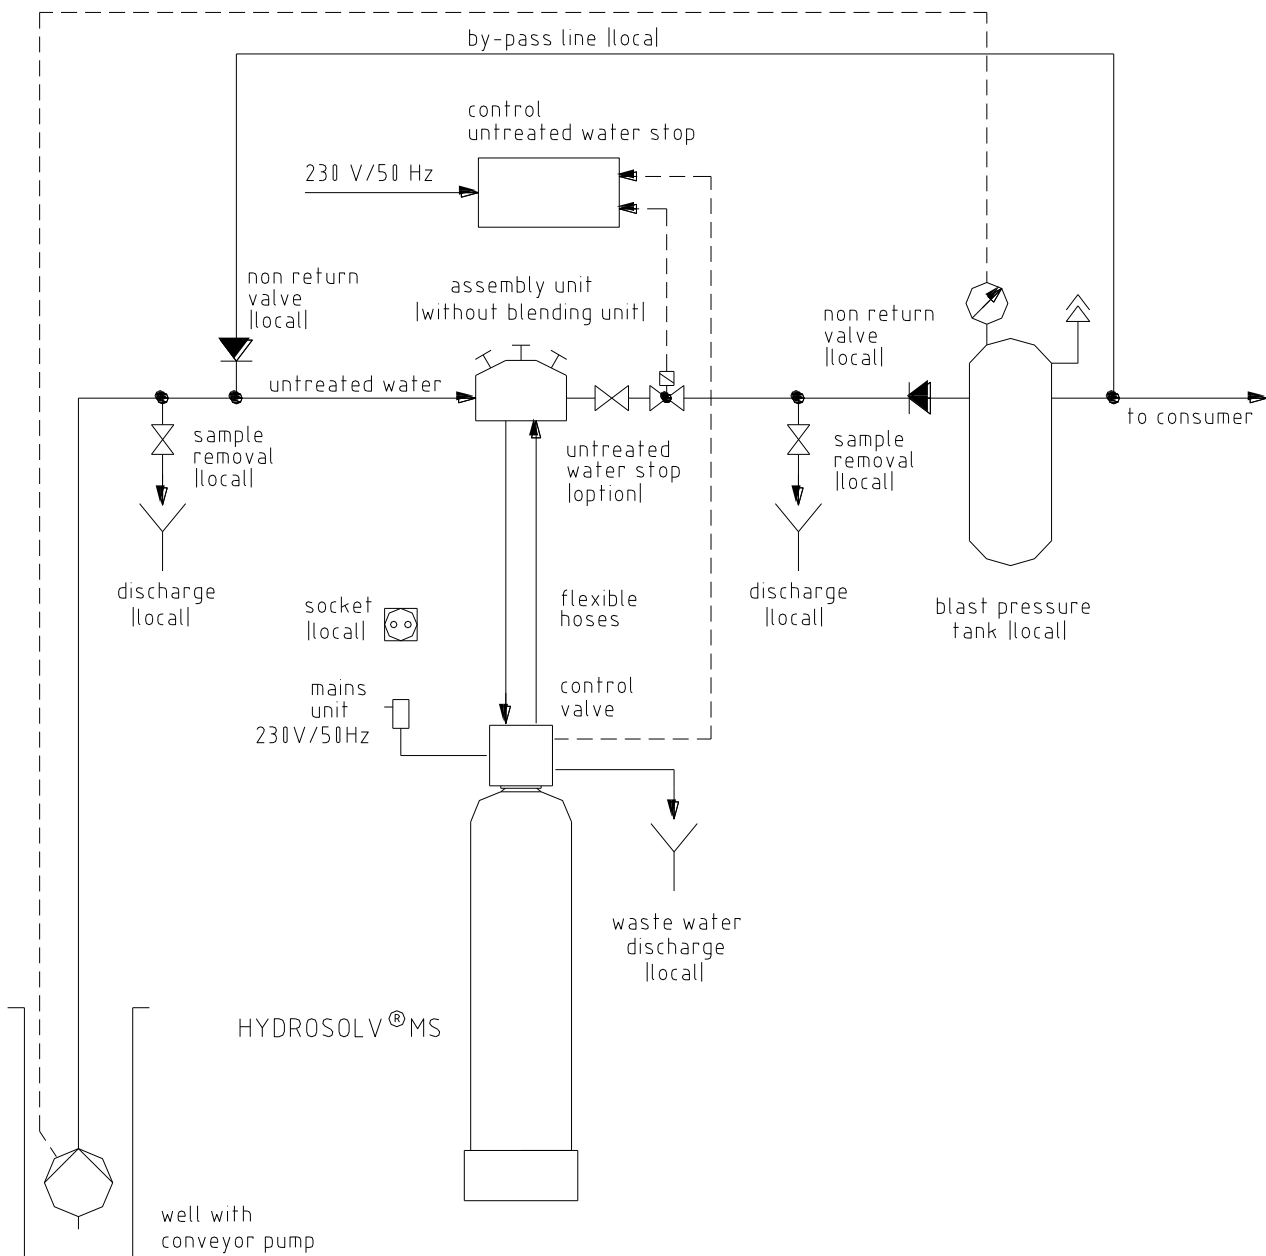 by-pass line |local
control
untreated water stop
230 V/50 Hz
non return
valve
|local|
assembly unit
|without blending unit|
non return
valve
|local|
untreated water
to consumer
sample
removal
|local|
untreated
water stop
|option|
sample
removal
|local|
discharge
|local|
socket
|local|
flexible
hoses
discharge
|local|
blast pressure
tank |local|
mains
unit
230V/50Hz
control
valve
waste water
discharge
|local|
HYDROSOLV®MS
well with
conveyor pump